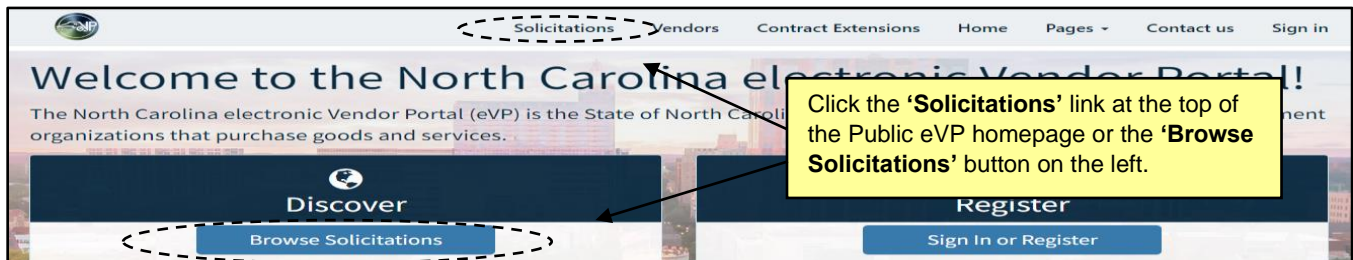 eVP
Solicitations Vendors Contract Extensions Home Pages Contact us Sign in
Welcome to the North Carolina electronic Vendor Portal!
The North Carolina electronic Vendor Portal (eVP) is the State of North Caroli ment
organizations that purchase goods and services.
Click the ‘Solicitations’ link at the top of
the Public eVP homepage or the ‘Browse
Solicitations’ button on the left.
Discover
Browse Solicitations
Register
Sign In or Register